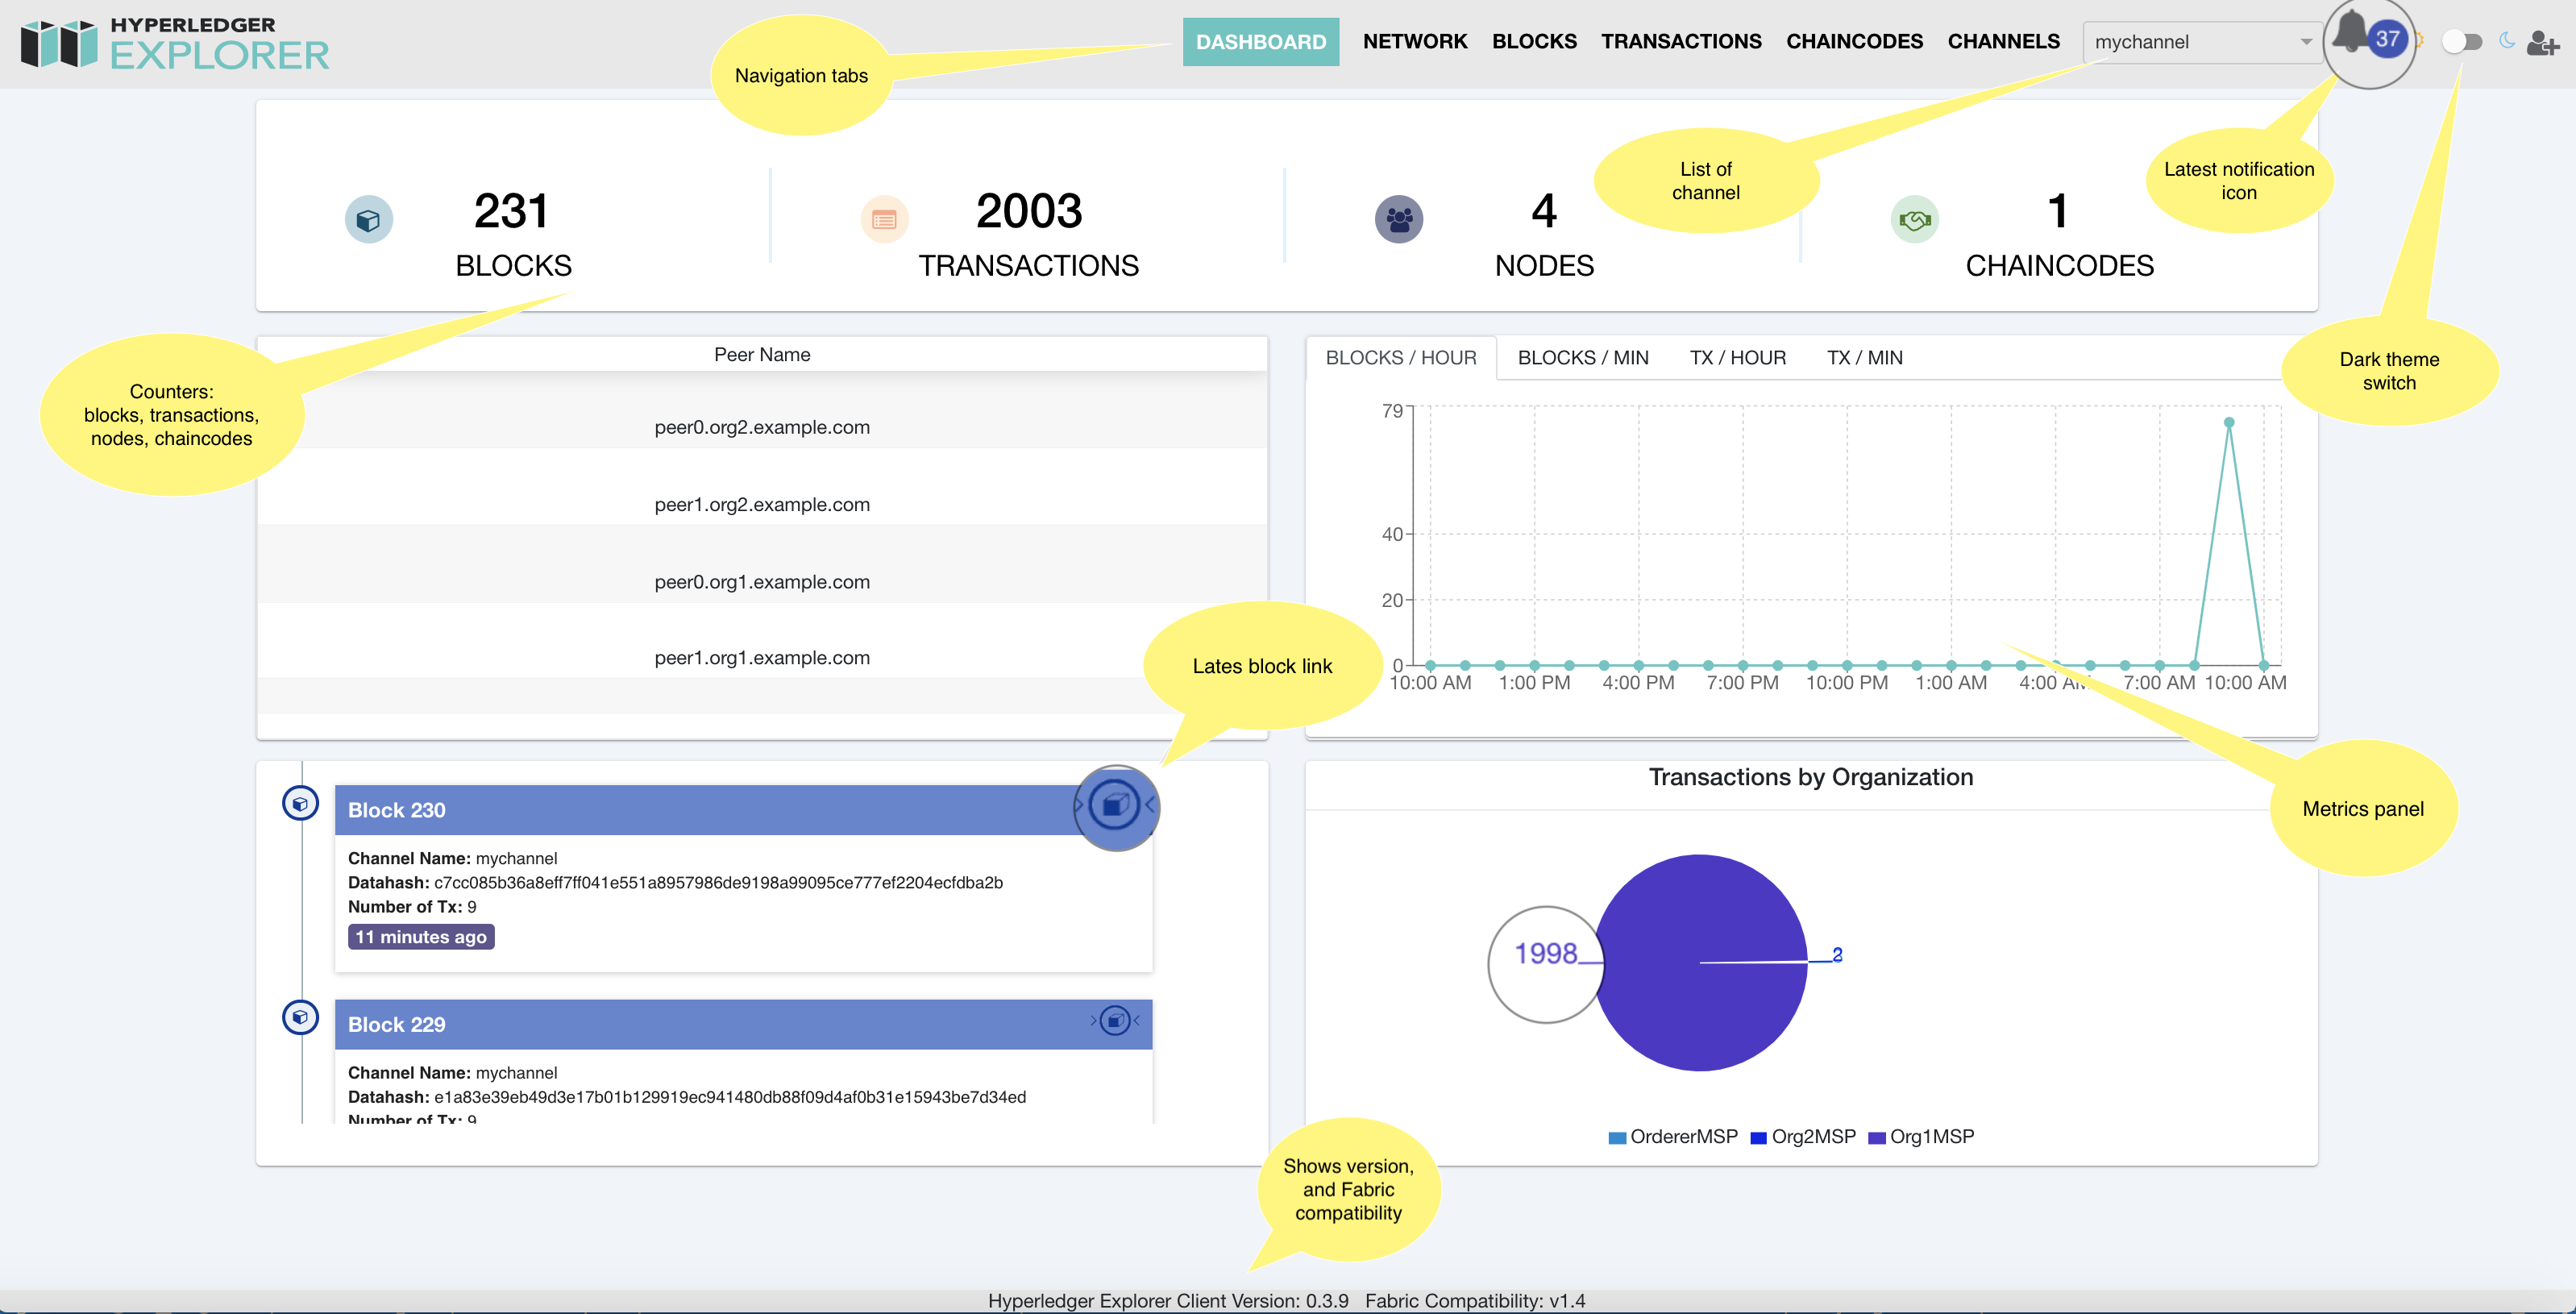 HYPERLEDGER
EXPLORER
DASHBOARD NETWORK BLOCKS TRANSACTIONS CHAINCODES CHANNELS mychannel 37
Navigation tabs
List of
channel
Latest notification
icon
231
BLOCKS
2003
TRANSACTIONS
4
NODES
1
CHAINCODES
Counters:
blocks, transactions,
nodes, chaincodes
Dark theme
switch
Peer Name
peer0.org2.example.com
peer1.org2.example.com
peer0.org1.example.com
peer1.org1.example.com
BLOCKS / HOUR BLOCKS / MIN TX / HOUR TX / MIN
79
40
20
0
10:00 AM 1:00 PM 4:00 PM 7:00 PM 10:00 PM 1:00 AM 4:00 AM 7:00 AM 10:00 AM
Lates block link
Metrics panel
Block 230
Channel Name: mychannel
Datahash: c7cc085b36a8eff7ff041e551a8957986de9198a99095ce777ef2204ecfdba2b
Number of Tx: 9
11 minutes ago
Block 229
Channel Name: mychannel
Datahash: e1a83e39eb49d3e17b01b129919ec941480db88f09d4af0b31e15943be7d34ed
Number of Tx: 9
Transactions by Organization
1998
2
OrdererMSP Org2MSP Org1MSP
Shows version,
and Fabric
compatibility
Hyperledger Explorer Client Version: 0.3.9 Fabric Compatibility: v1.4